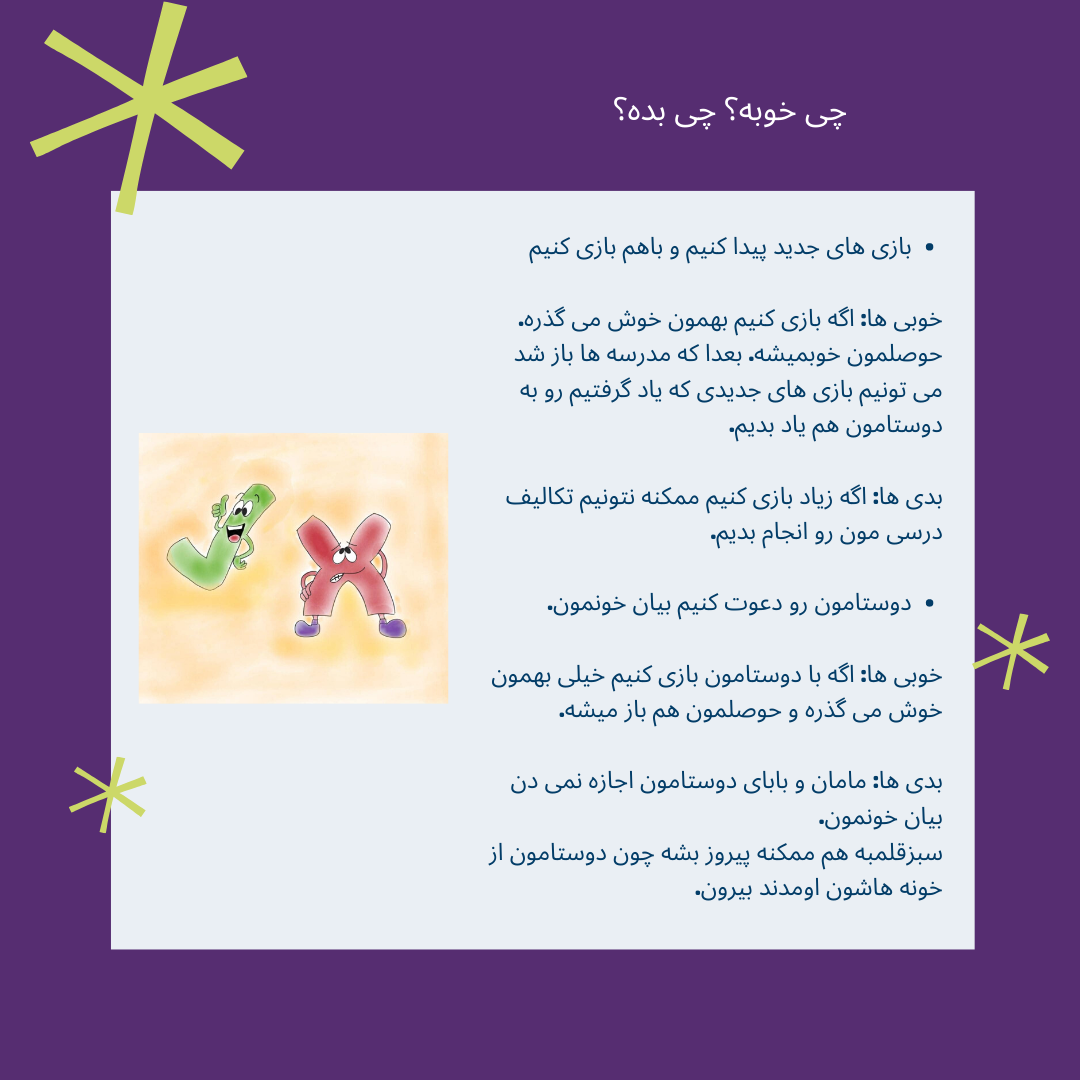 چی خوبه؟ چی بده؟
• بازی های جدید پیدا کنیم و باهم بازی کنیم
خوبی ها: اگه بازی کنیم بهمون خوش می گذره.
حوصلمون خوبمیشه. بعدا که مدرسه ها باز شد
می تونیم بازی های جدیدی که یاد گرفتیم رو به
دوستامون هم یاد بدیم.
بدی ها: اگه زیاد بازی کنیم ممکنه نتونیم تکالیف
درسی مون رو انجام بدیم.
• دوستامون رو دعوت کنیم بیان خونمون.
خوبی ها: اگه با دوستامون بازی کنیم خیلی بهمون
خوش می گذره و حوصلمون هم باز میشه.
بدی ها: مامان و بابای دوستامون اجازه نمی دن
بیان خونمون.
سبزقلمبه هم ممکنه پیروز بشه چون دوستامون از
خونه هاشون اومدند بیرون.